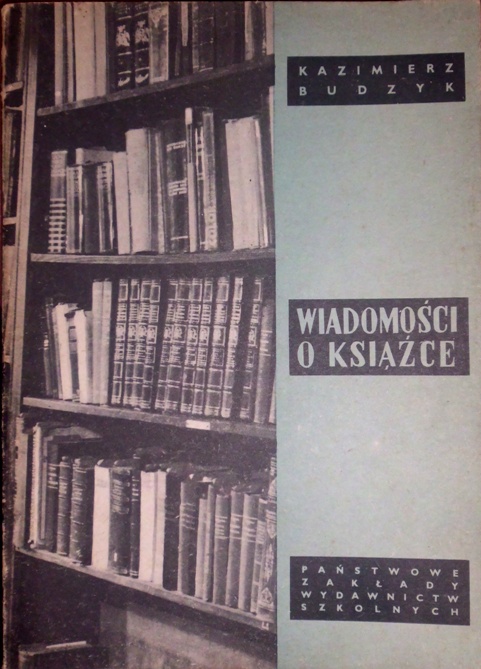 KAZIMIERZ
BUDZYK
WIADOMOŚCI
O KSIĄŻCE
PAŃSTWOWE
ZAKŁADY
WYDAWNICTW
SZKOLNYCH